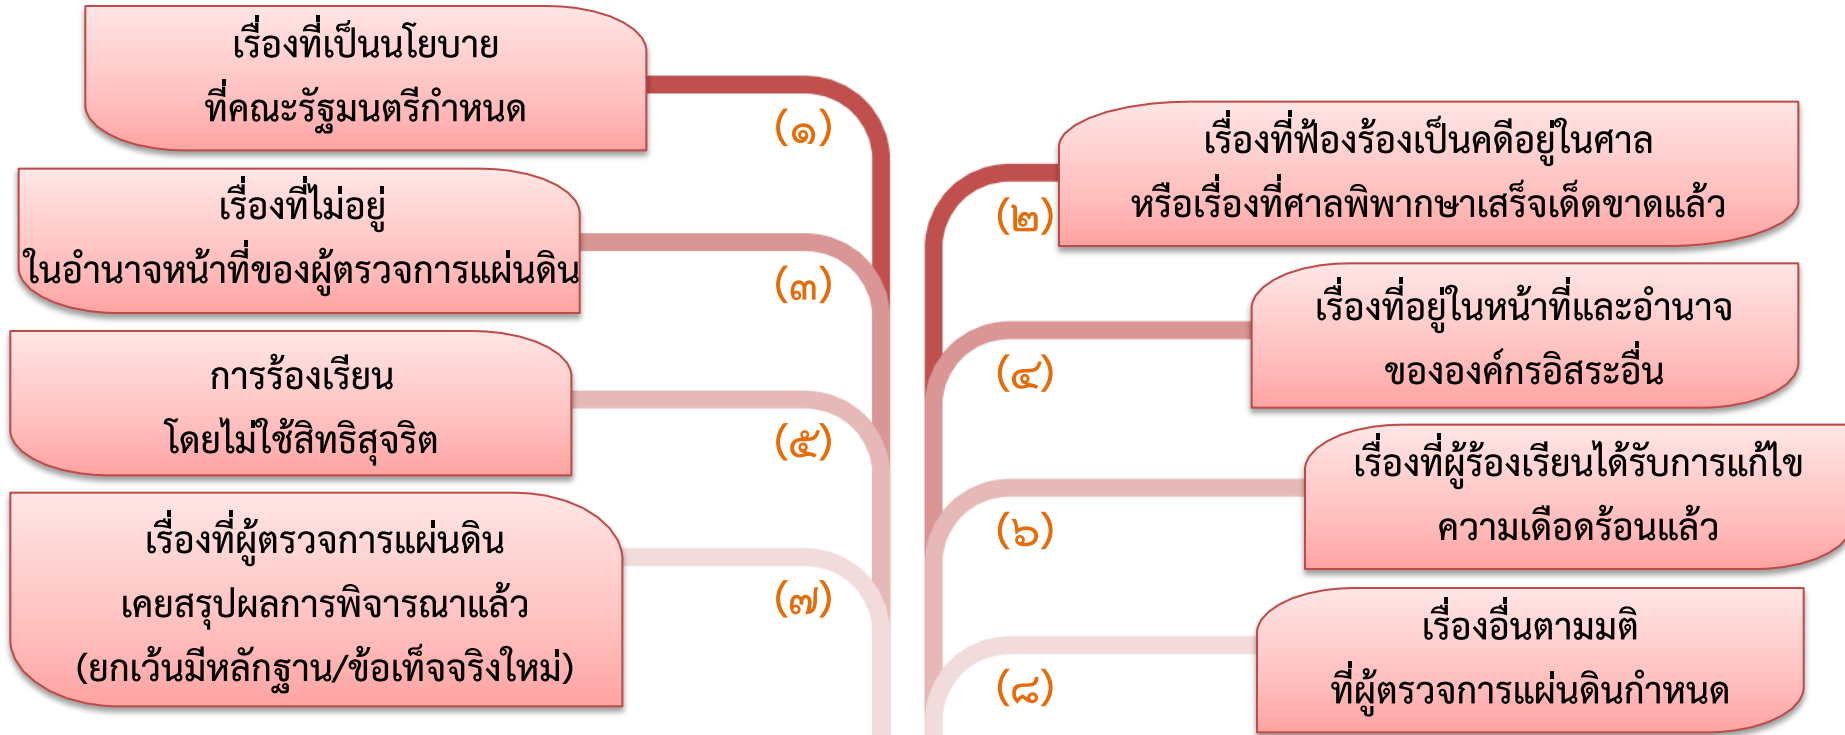 เรื่องที่เป็นนโยบาย
ที่คณะรัฐมนตรีกำหนด
(๑)
เรื่องที่ฟ้องร้องเป็นคดีอยู่ในศาล
หรือเรื่องที่ศาลพิพากษาเสร็จเด็ดขาดแล้ว
(๒)
เรื่องที่ไม่อยู่
ในอำนาจหน้าที่ของผู้ตรวจการแผ่นดิน
(๓)
เรื่องที่อยู่ในหน้าที่และอำนาจ
ขององค์กรอิสระอื่น
(๔)
การร้องเรียน
โดยไม่ใช้สิทธิสุจริต
(๕)
เรื่องที่ผู้ร้องเรียนได้รับการแก้ไข
ความเดือดร้อนแล้ว
(๖)
เรื่องที่ผู้ตรวจการแผ่นดิน
เคยสรุปผลการพิจารณาแล้ว
(ยกเว้นมีหลักฐาน/ข้อเท็จจริงใหม่)
(๗)
เรื่องอื่นตามมติ
ที่ผู้ตรวจการแผ่นดินกำหนด
(๘)